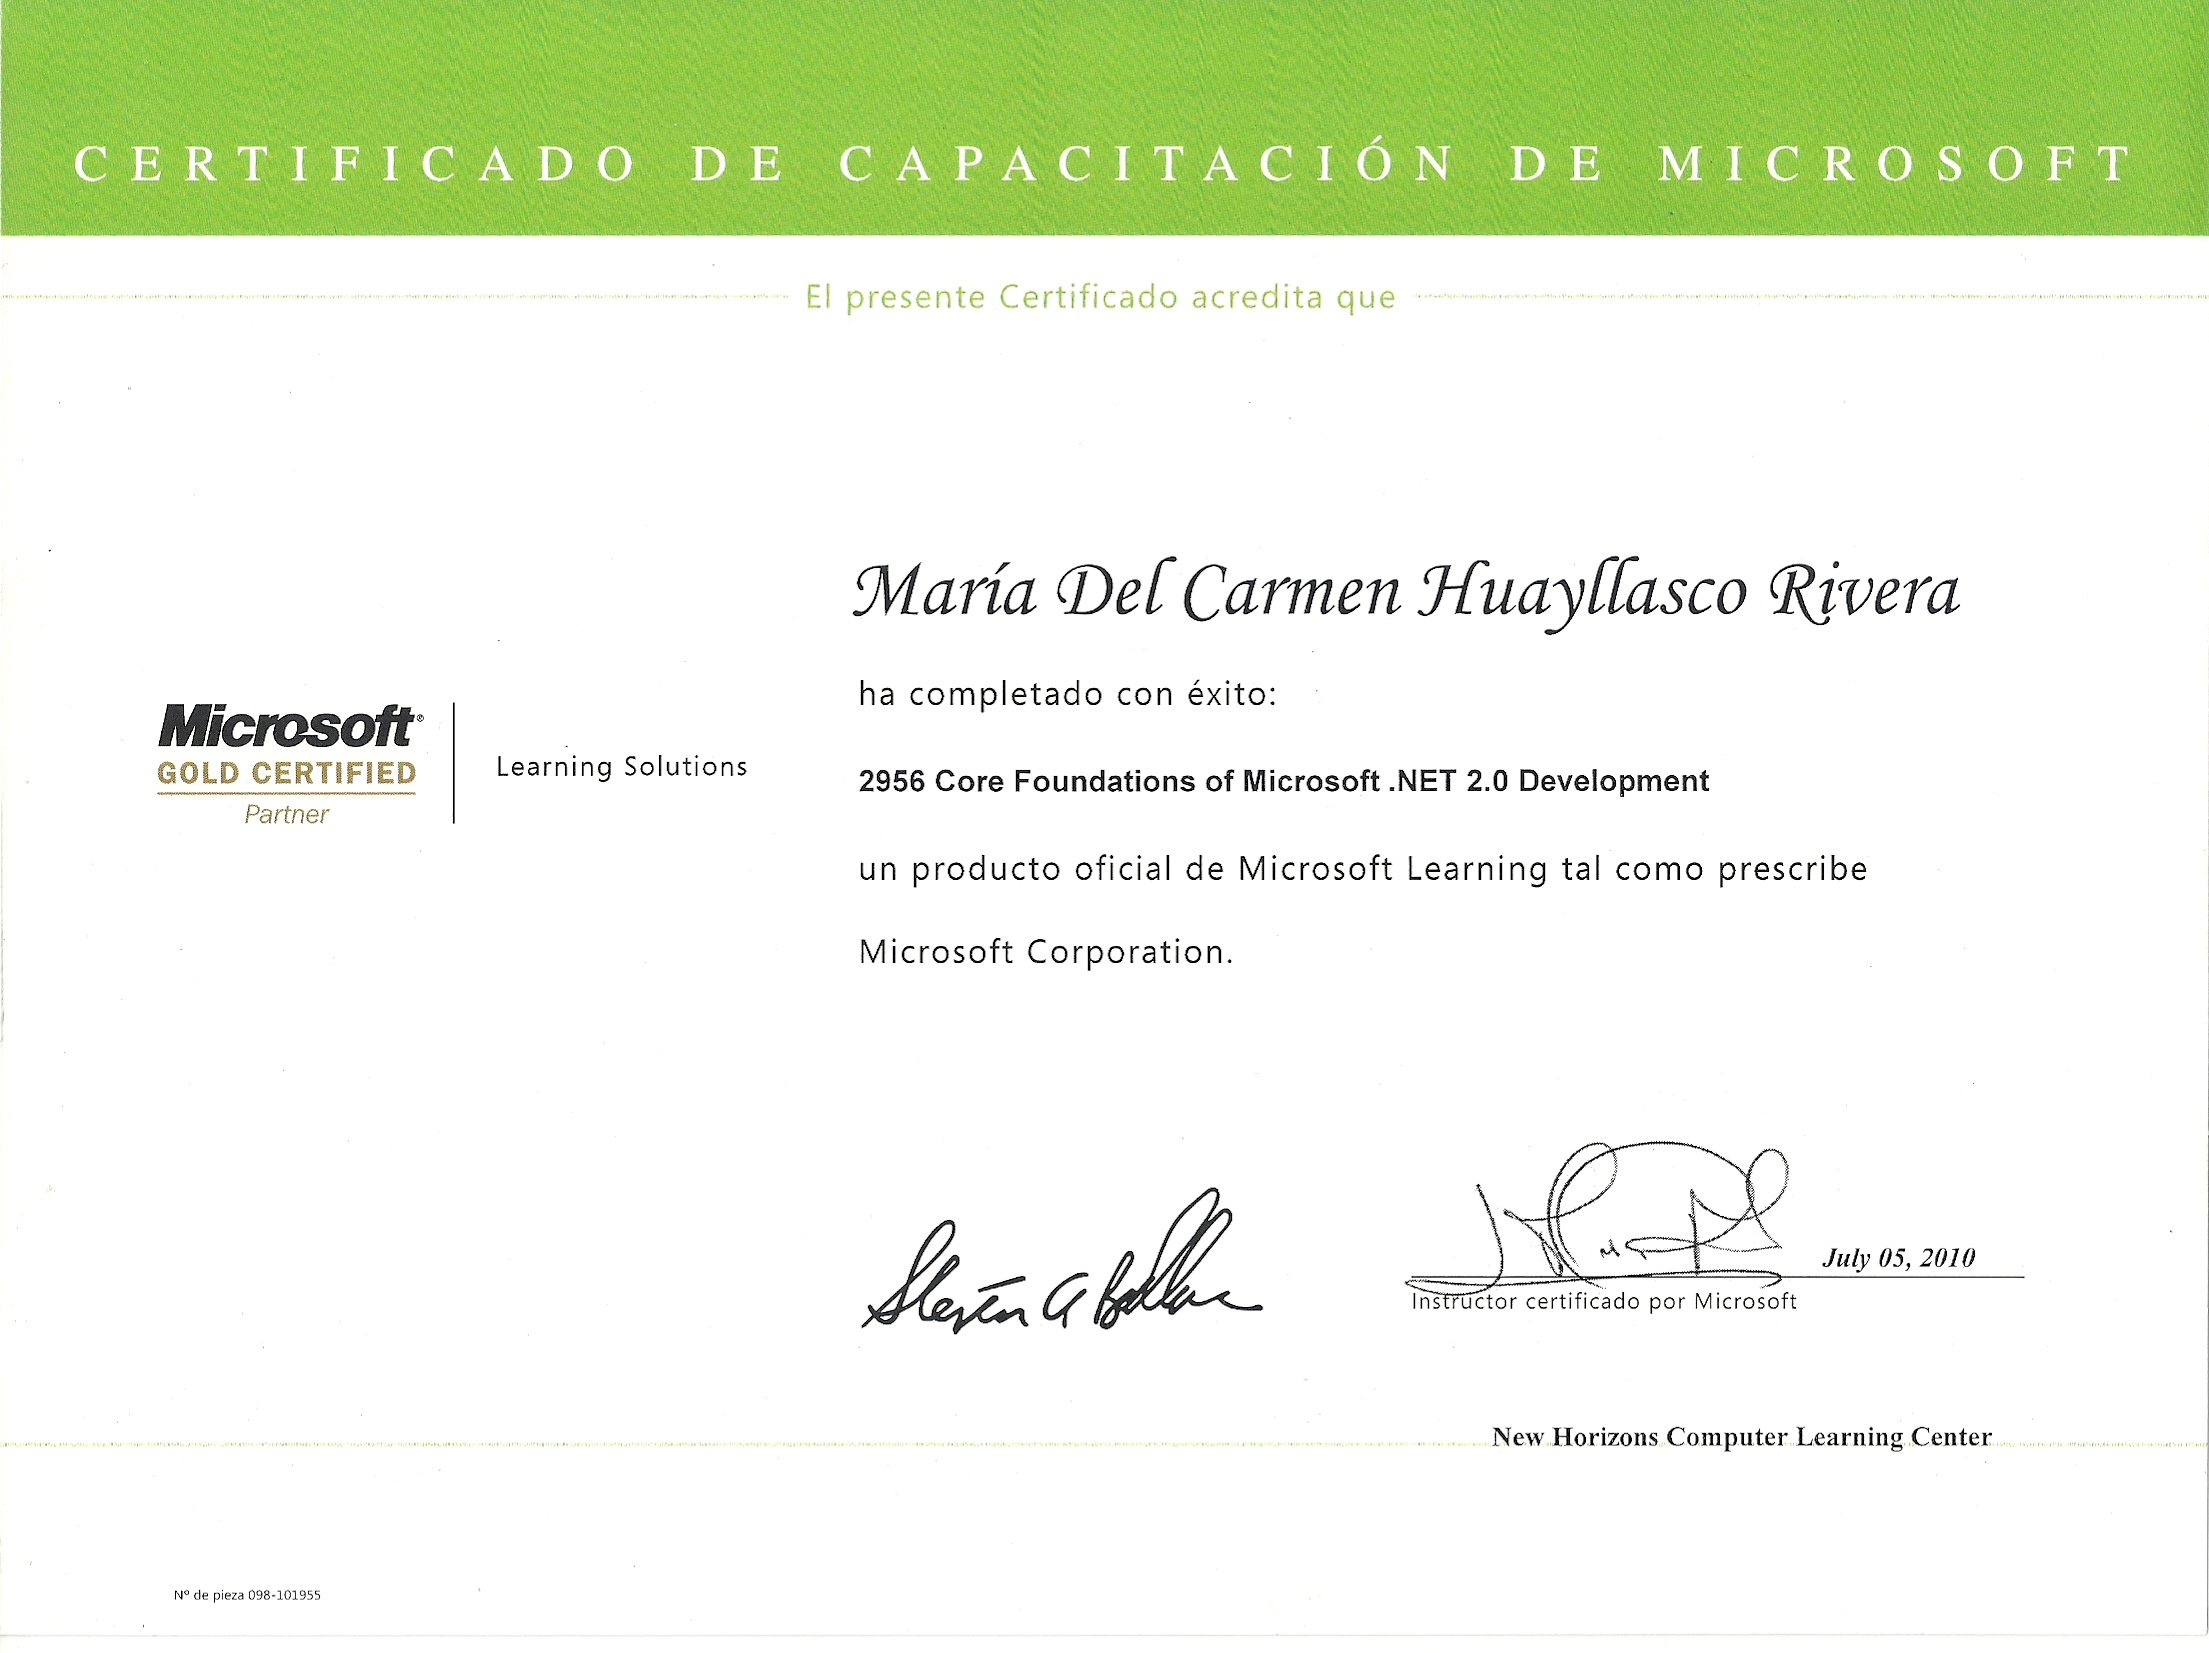 CERTIFICADO DE CAPACITACIÓN DE MICROSOFT
El presente Certificado acredita que
María Del Carmen Huayllasco Rivera
ha completado con éxito:
Microsoft®
GOLD CERTIFIED
Partner
Learning Solutions
2956 Core Foundations of Microsoft .NET 2.0 Development
un producto oficial de Microsoft Learning tal como prescribe
Microsoft Corporation.
July 05, 2010
Instructor certificado por Microsoft
New Horizons Computer Learning Center
Nº de pieza 098-101955